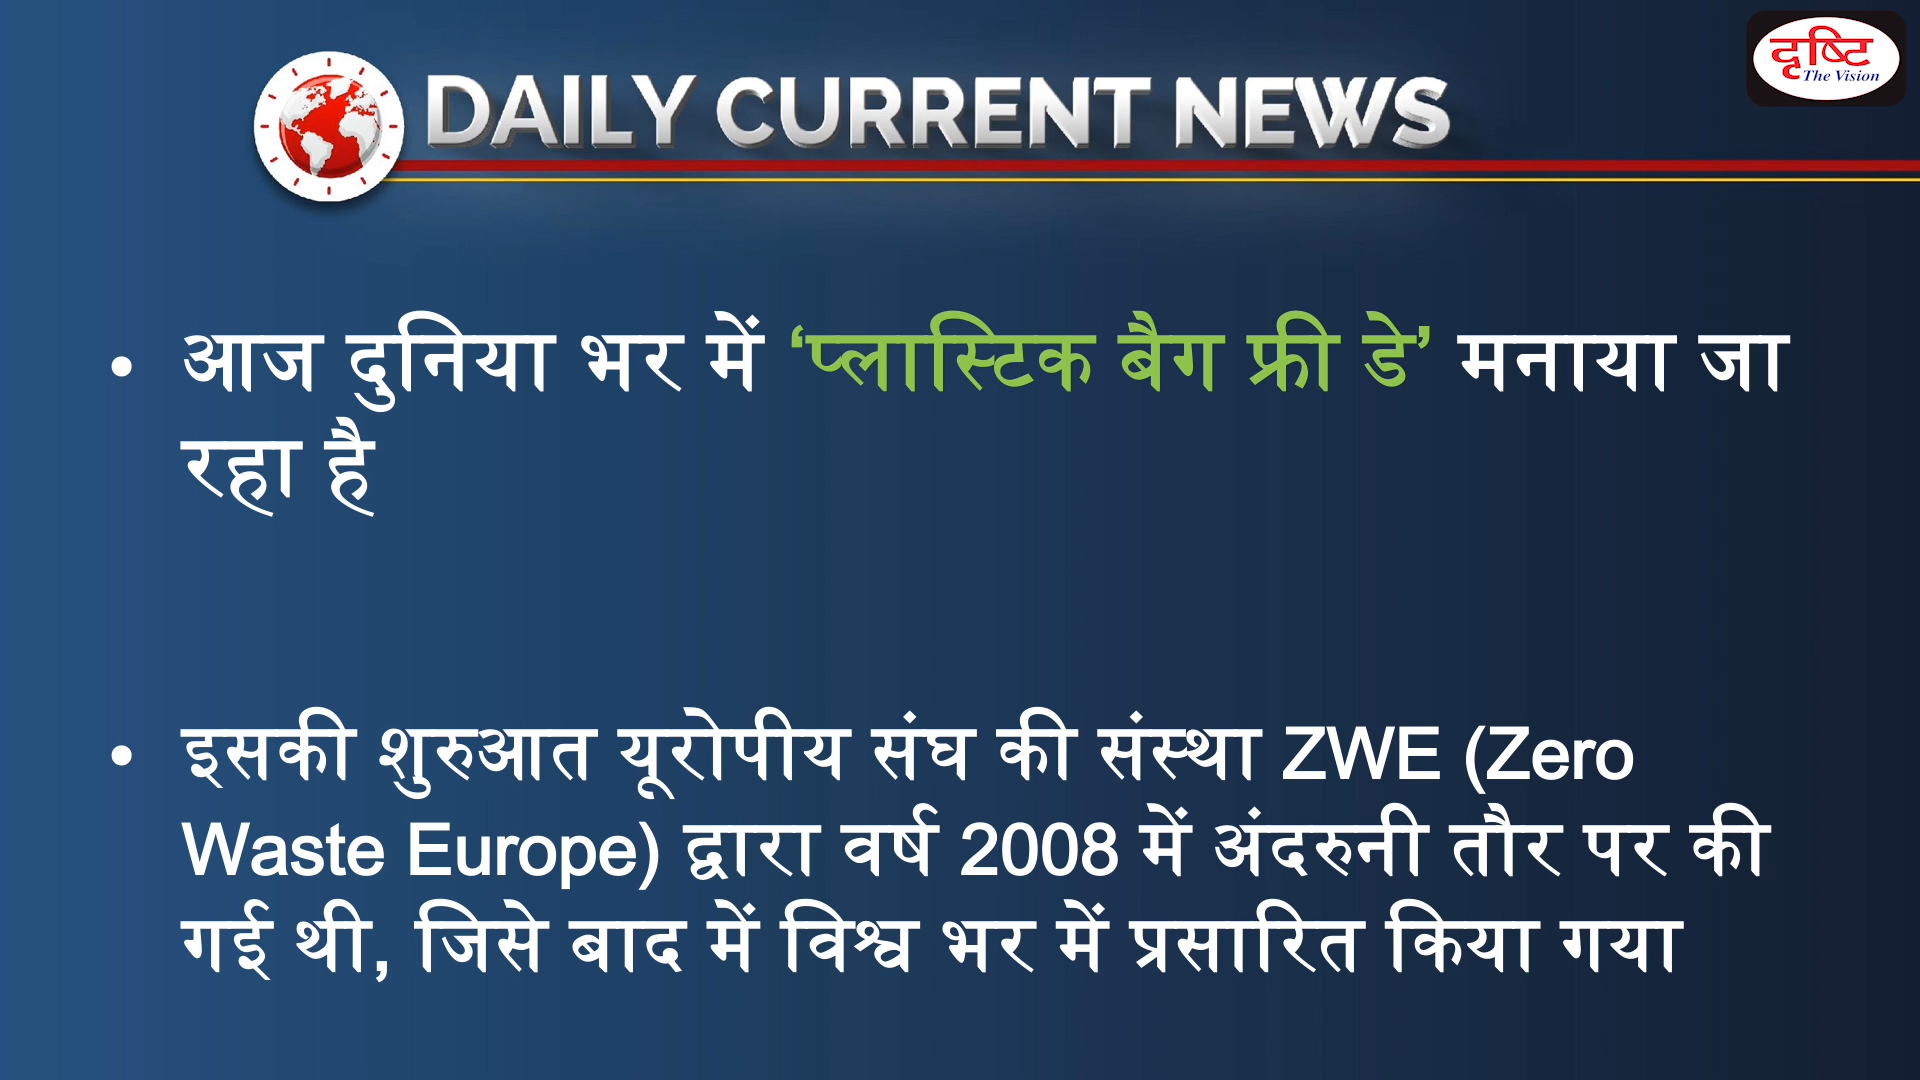 दृष्टि
The Vision
DAILY CURRENT NEWS
• आज दुनिया भर में ‘प्लास्टिक बैग फ्री डे’ मनाया जा
रहा है
• इसकी शुरुआत यूरोपीय संघ की संस्था ZWE (Zero
Waste Europe) द्वारा वर्ष 2008 में अंदरुनी तौर पर की
गई थी, जिसे बाद में विश्व भर में प्रसारित किया गया